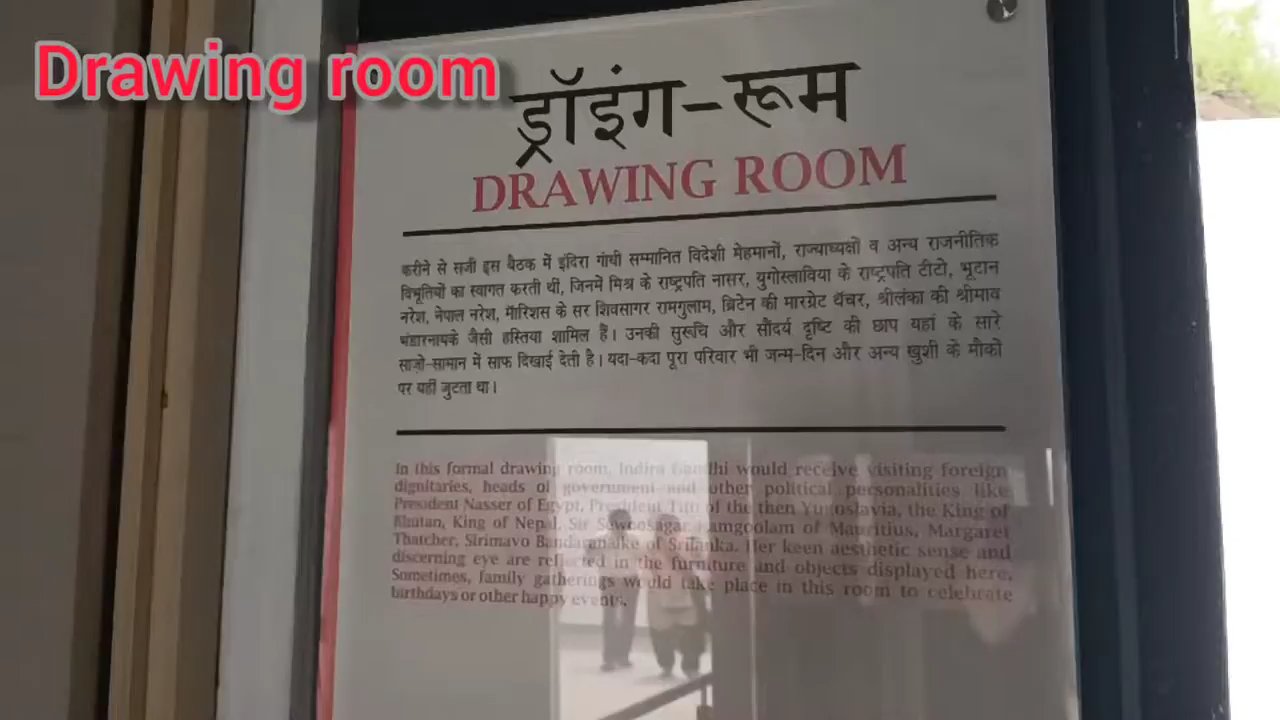 Drawing room
ड्रॉइंग-रूम
DRAWING ROOM
करीने से सजी इस बैठक में इंदिरा गांधी सम्मानित विदेशी मेहमानों, राज्याध्यक्षों व अन्य राजनीतिक
विभूतियों का स्वागत करती थीं, जिनमें मिश्र के राष्ट्रपति नासर, युगोस्लाविया के राष्ट्रपति टीटो, भूटान
नरेश, नेपाल नरेश, मॉरिशस के सर शिवसागर रामगुलाम, ब्रिटेन की मारग्रेट थॅचर, श्रीलंका की श्रीमाव
भंडारनायके जैसी हस्तिया शामिल हैं। उनकी सुरूचि और सौंदर्य दृष्टि की छाप यहां के सारे
साज़ो-सामान में साफ दिखाई देती है। यदा-कदा पूरा परिवार भी जन्म-दिन और अन्य खुशी के मौकों
पर यहीं जुटता था।
In this formal drawing room, Indira Gandhi would receive visiting foreign
dignitaries, heads of government and other political personalities like
President Nasser of Egypt, President Tito of the then Yugoslavia, the King of
Bhutan, King of Nepal, Sir Sewoosagar Ramgoolam of Mauritius, Margaret
Thatcher, Sirimavo Bandaranaike of Srilanka. Her keen aesthetic sense and
discerning eye are reflected in the furniture and objects displayed here.
Sometimes, family gatherings would take place in this room to celebrate
birthdays or other happy events.